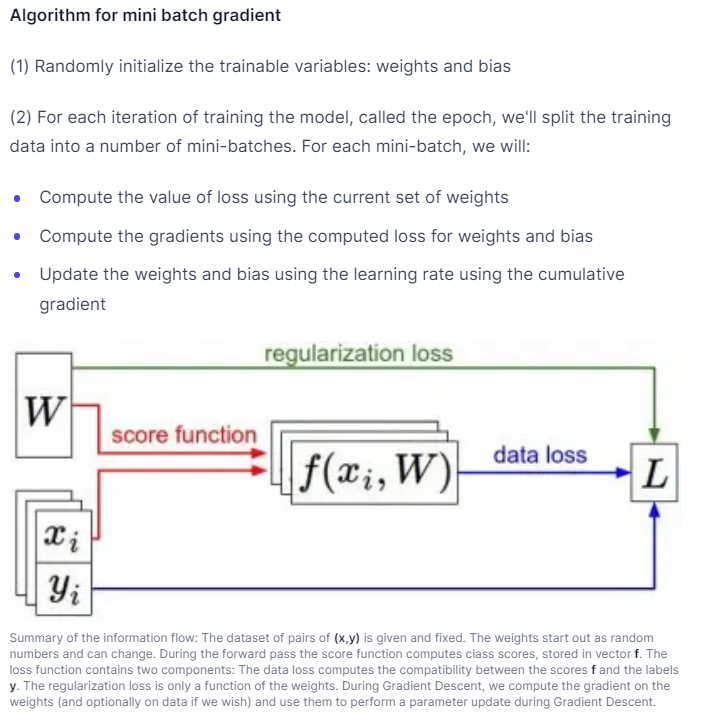 Algorithm for mini batch gradient
(1) Randomly initialize the trainable variables: weights and bias
(2) For each iteration of training the model, called the epoch, we'll split the training
data into a number of mini-batches. For each mini-batch, we will:
Compute the value of loss using the current set of weights
Compute the gradients using the computed loss for weights and bias
Update the weights and bias using the learning rate using the cumulative
gradient
regularization loss
W
score function
f(xᵢ, W)
data loss
L
xᵢ
yᵢ
Summary of the information flow: The dataset of pairs of (x,y) is given and fixed. The weights start out as random
numbers and can change. During the forward pass the score function computes class scores, stored in vector f. The
loss function contains two components: The data loss computes the compatibility between the scores f and the labels
y. The regularization loss is only a function of the weights. During Gradient Descent, we compute the gradient on the
weights (and optionally on data if we wish) and use them to perform a parameter update during Gradient Descent.